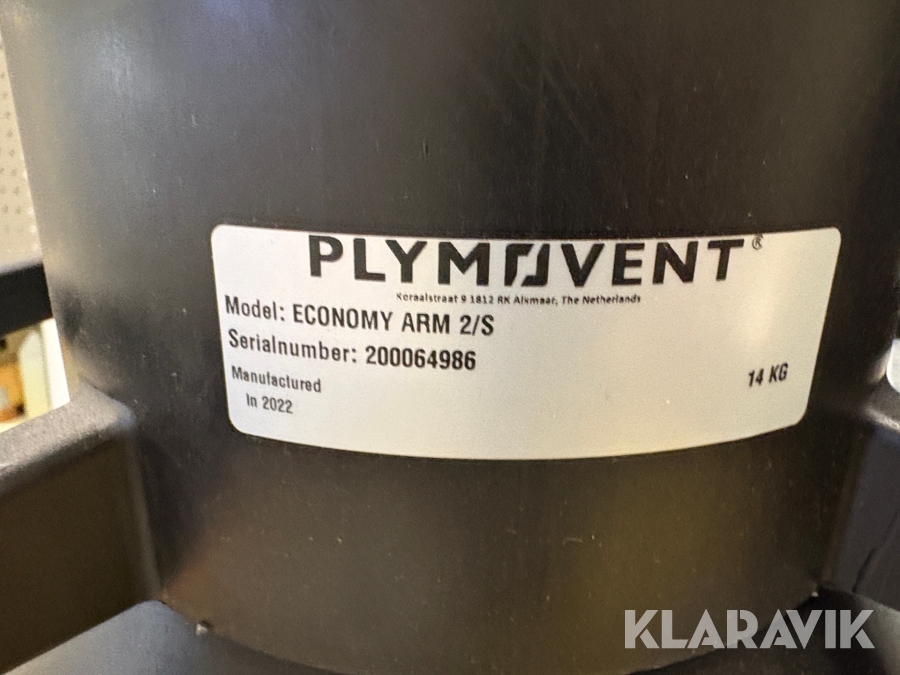 PLYMOVENT®
Koraalstraat 9 1812 RK Alkmaar, The Netherlands
Model: ECONOMY ARM 2/S
Serialnumber: 200064986
Manufactured
In 2022
14 KG
KLARAVIK